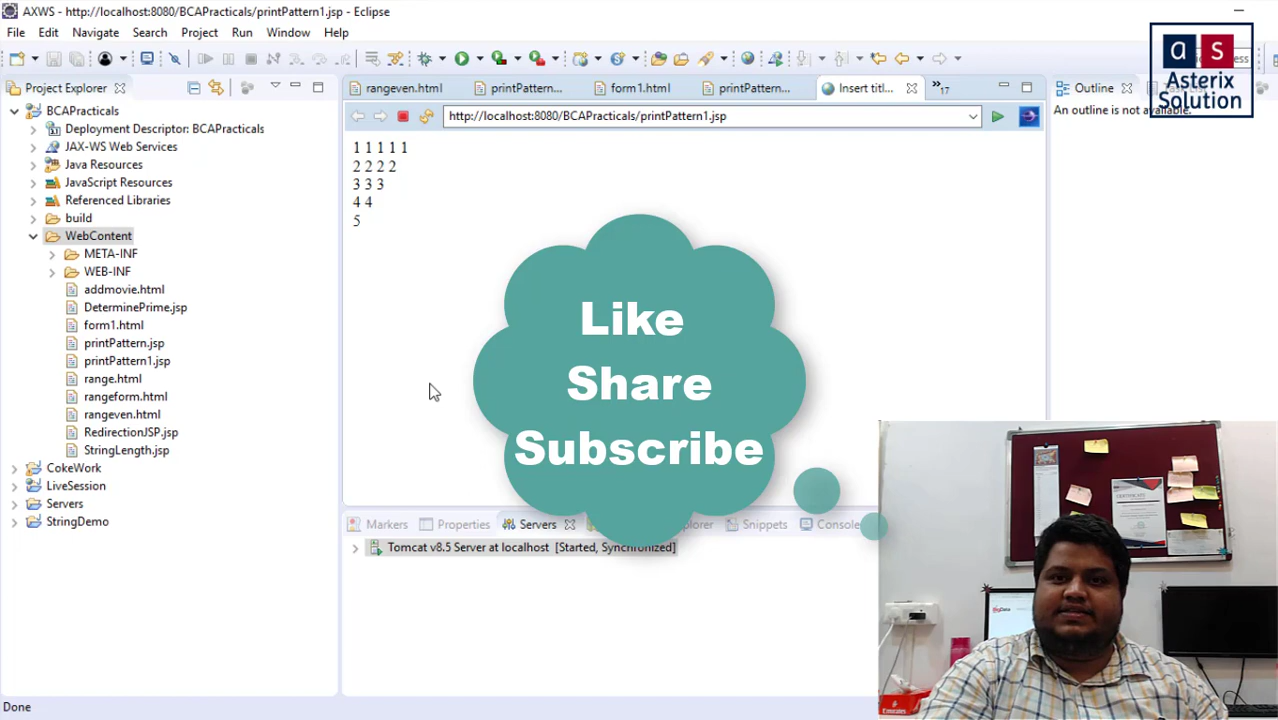 AXWS - http://localhost:8080/BCAPracticals/printPattern1.jsp - Eclipse
File Edit Navigate Search Project Run Window Help
a s
Asterix
Solution
Project Explorer
rangeven.html
printPattern...
form1.html
printPattern...
Insert titl...
17
Outline
An outline is not available.
http://localhost:8080/BCAPracticals/printPattern1.jsp
BCAPracticals
Deployment Descriptor: BCAPracticals
JAX-WS Web Services
Java Resources
JavaScript Resources
Referenced Libraries
build
WebContent
META-INF
WEB-INF
addmovie.html
DeterminePrime.jsp
form1.html
printPattern.jsp
printPattern1.jsp
range.html
rangeform.html
rangeven.html
RedirectionJSP.jsp
StringLength.jsp
CokeWork
LiveSession
Servers
StringDemo
1 1 1 1 1
2 2 2 2
3 3 3
4 4
5
Like
Share
Subscribe
Markers
Properties
Servers
Snippets
Console
Tomcat v8.5 Server at localhost [Started, Synchronized]
Emirates
Done